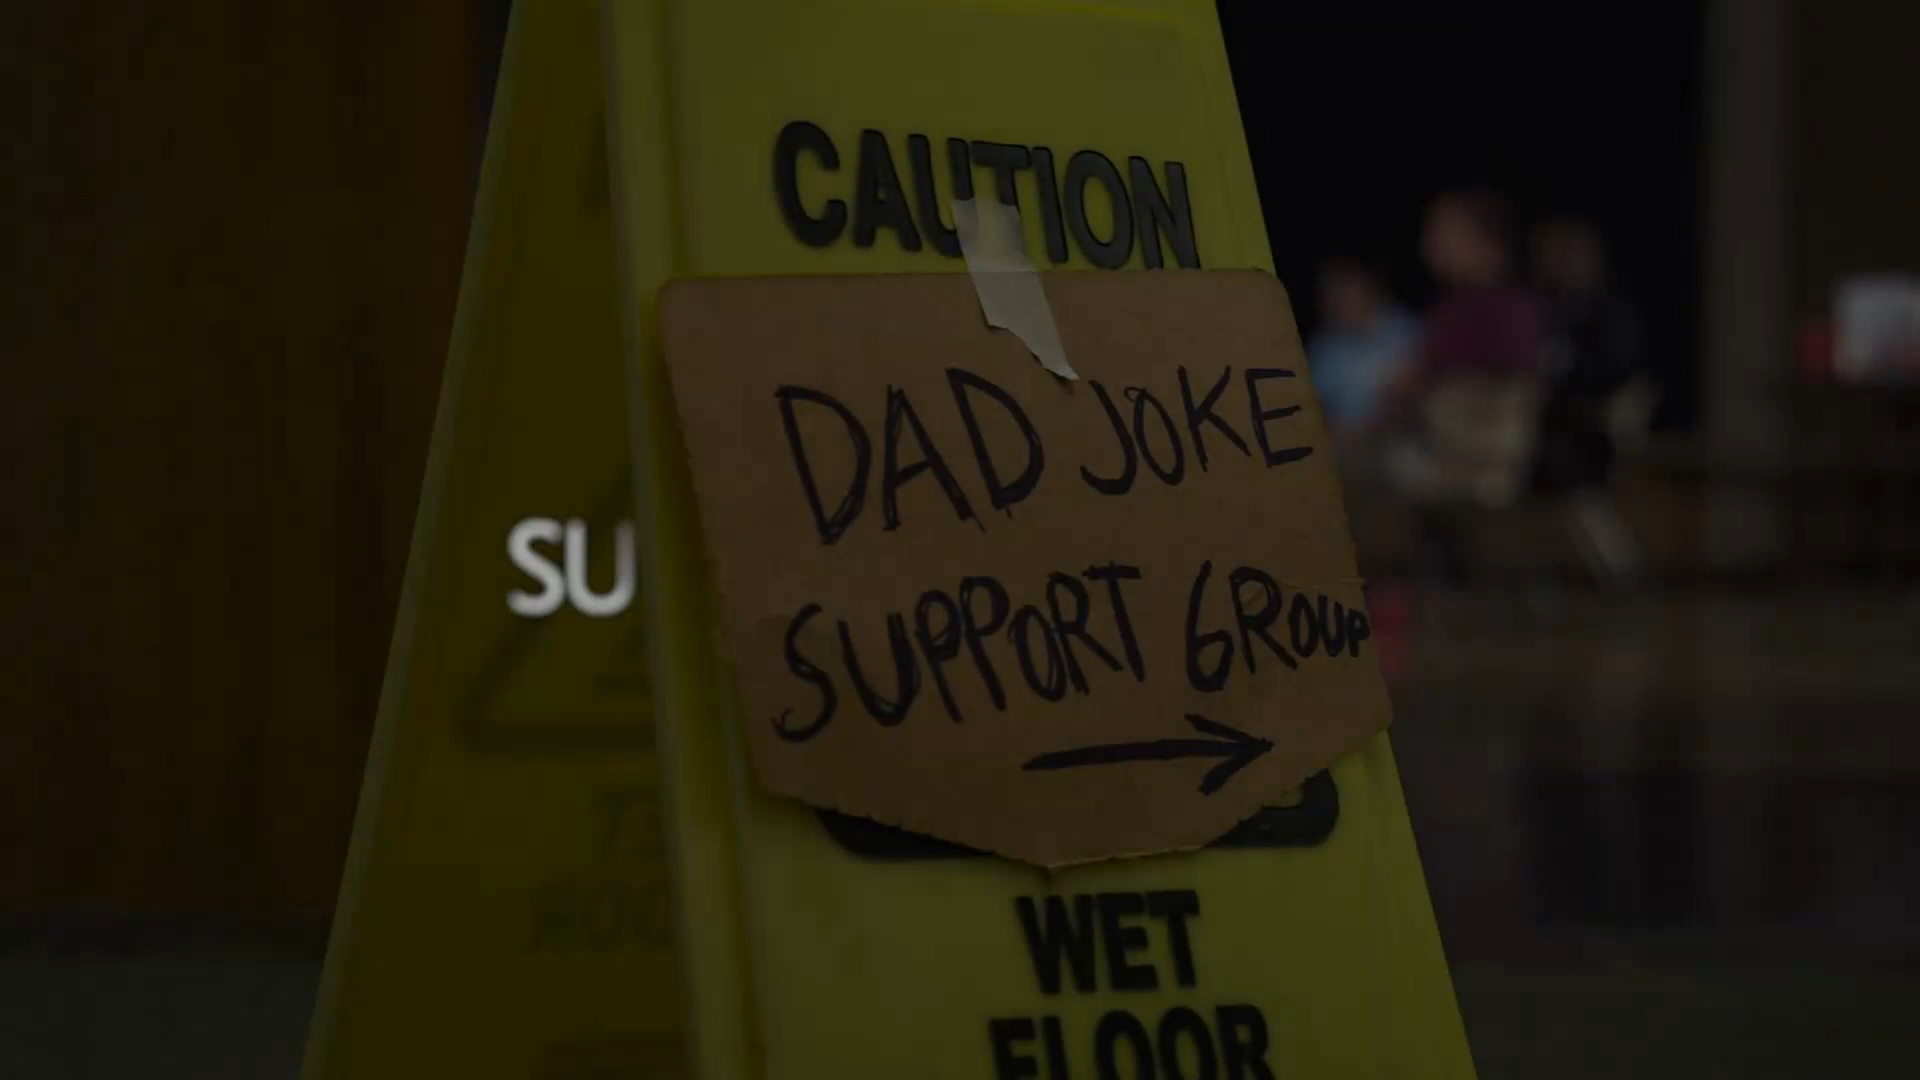 CAUTION
DAD JOKE
SUPPORT GROUP
SU
WET
FLOOR